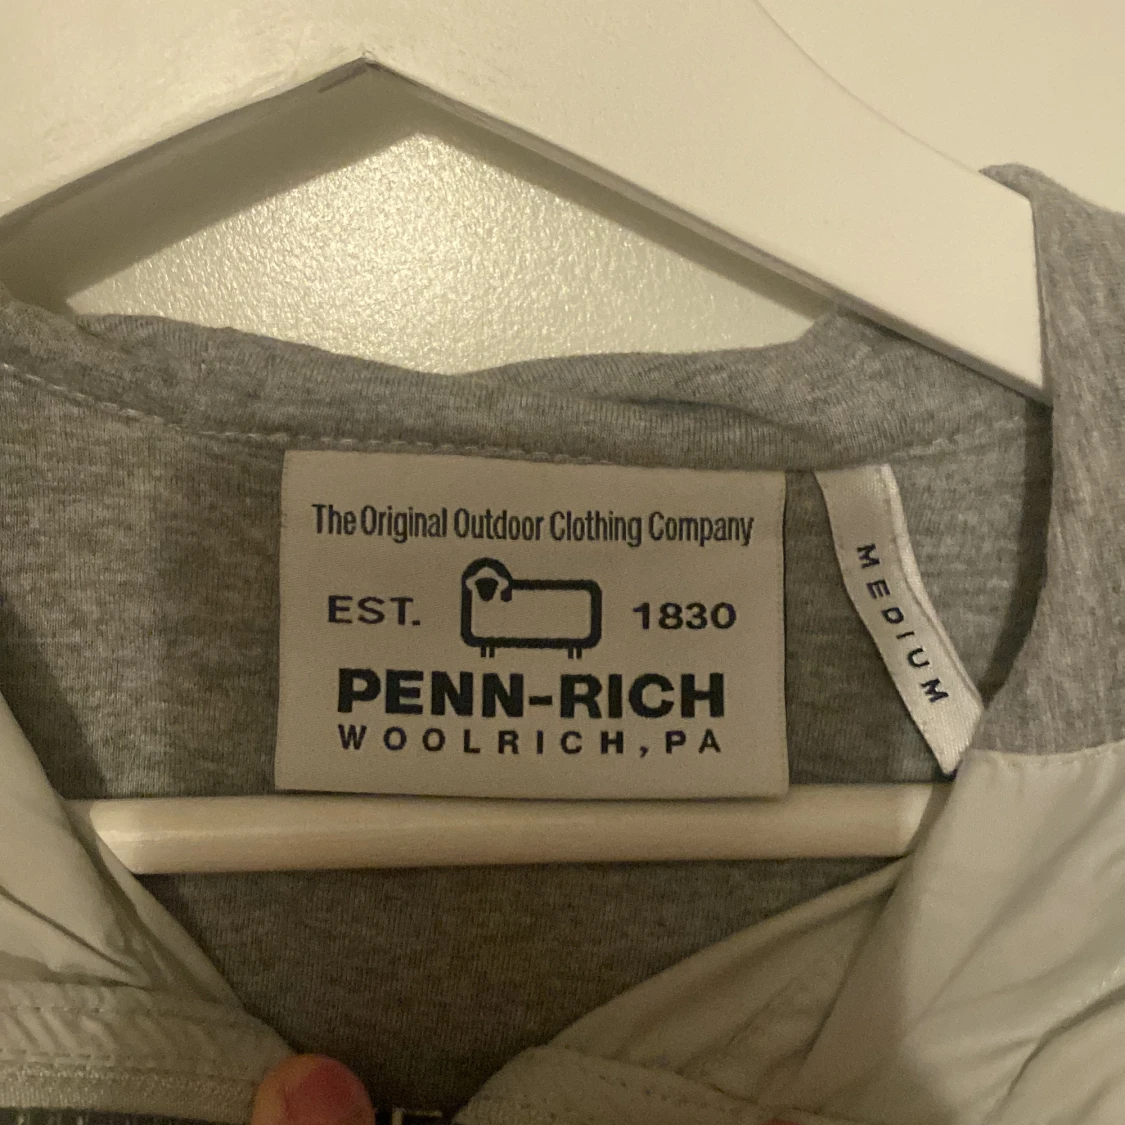 The Original Outdoor Clothing Company
EST. 1830
PENN-RICH
WOOLRICH, PA
MEDIUM